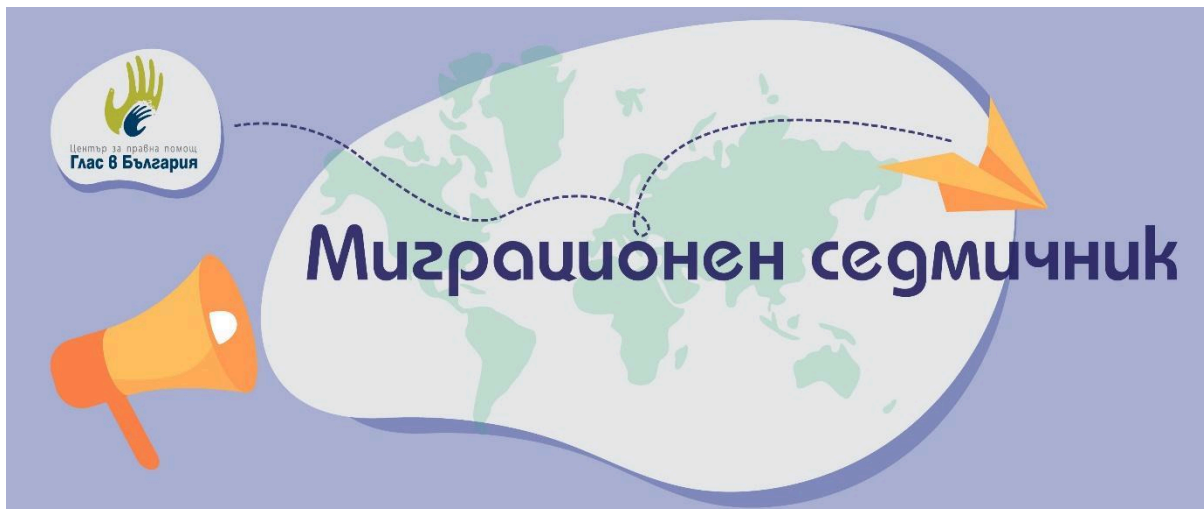 Център за правна помощ
Глас в България
Миграционен седмичник